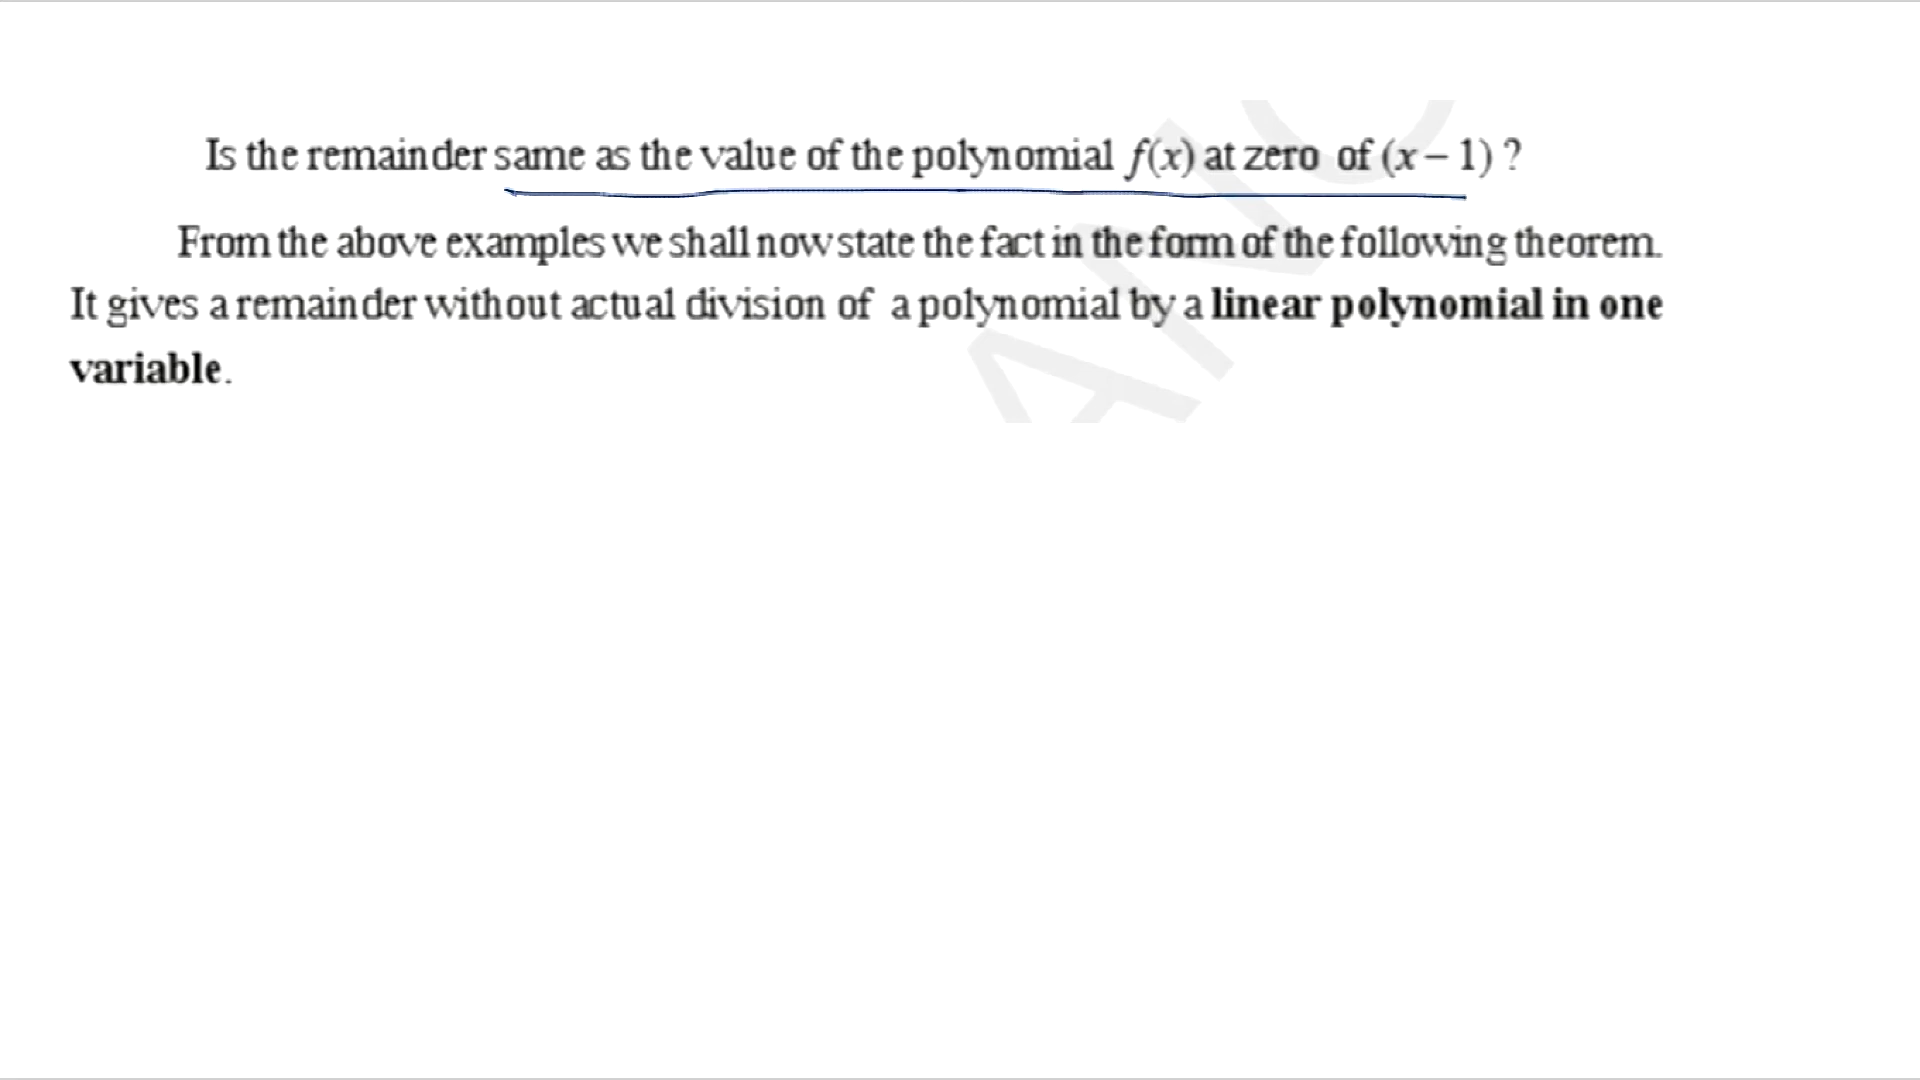 Is the remainder same as the value of the polynomial f(x) at zero of (x – 1) ?
From the above examples we shall now state the fact in the form of the following theorem.
It gives a remainder without actual division of a polynomial by a linear polynomial in one
variable.